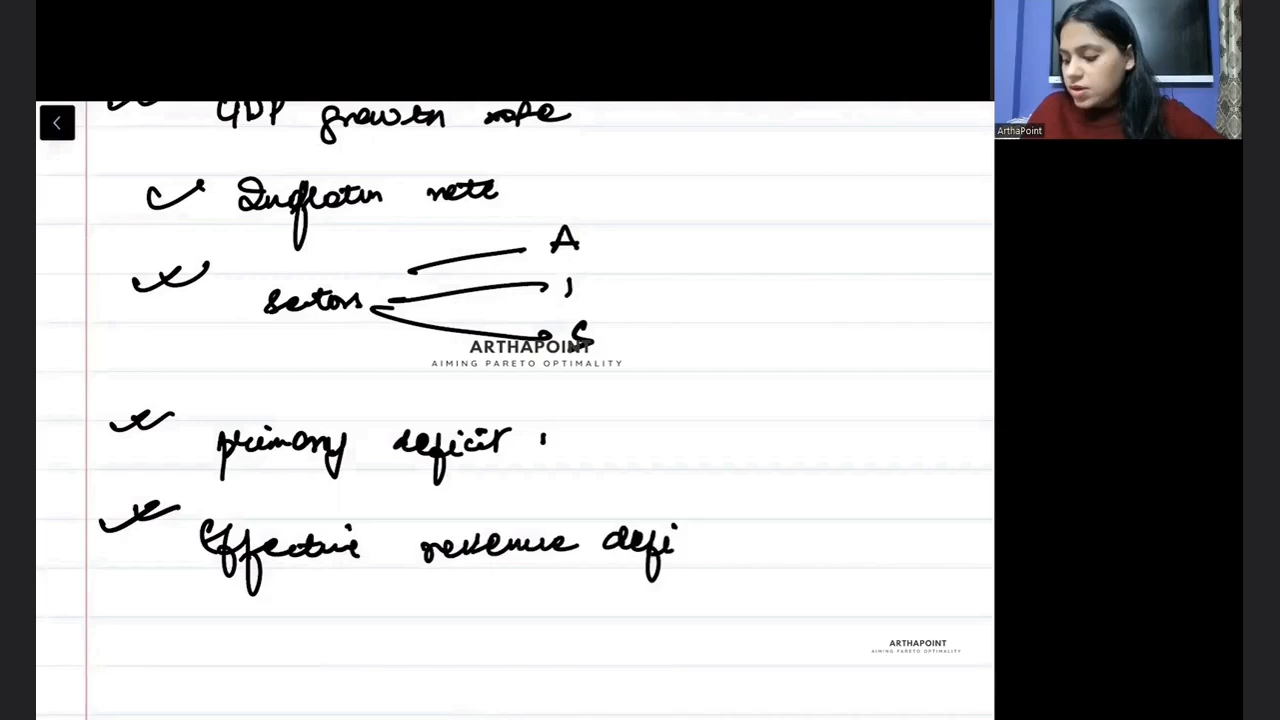 GDP growth rate
ArthaPoint
Inflation rate
A
I
Sectors
S
ARTHAPOINT
AIMING PARETO OPTIMALITY
primary deficit
Effective revenue defi
ARTHAPOINT
AIMING PARETO OPTIMALITY